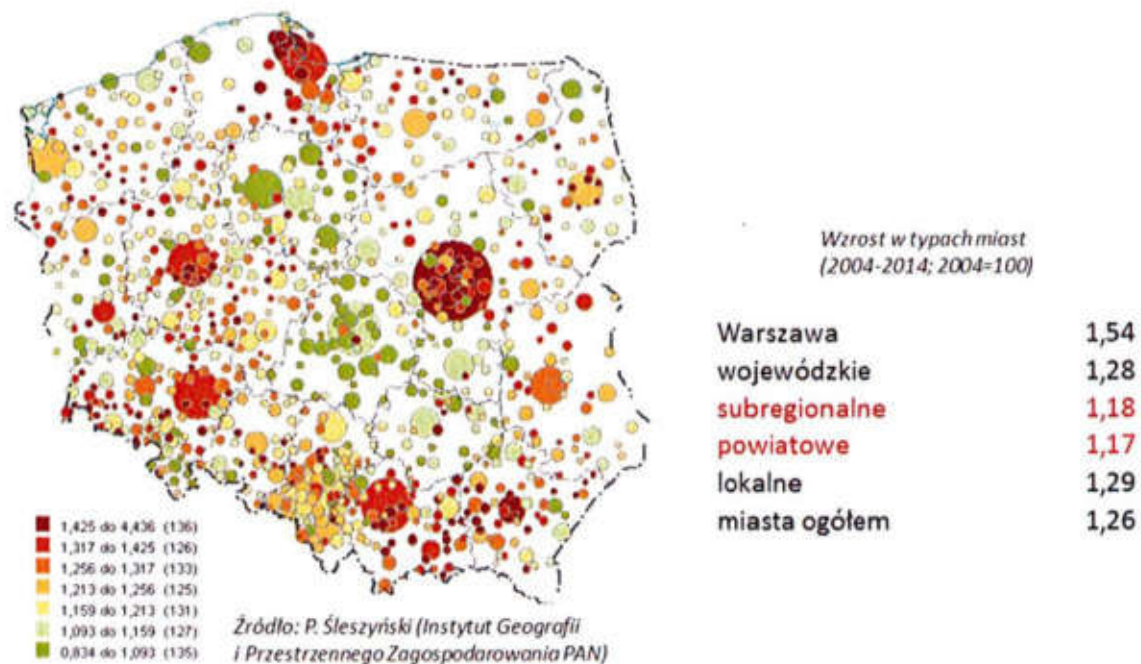 Wzrost w typach miast
(2004-2014; 2004=100)
Warszawa 1,54
wojewódzkie 1,28
subregionalne 1,18
powiatowe 1,17
lokalne 1,29
miasta ogółem 1,26
1,425 do 4,436 (136)
1,317 do 1,425 (126)
1,256 do 1,317 (133)
1,213 do 1,256 (125)
1,159 do 1,213 (131)
1,093 do 1,159 (127)
0,834 do 1,093 (135)
Źródło: P. Śleszyński (Instytut Geografii
i Przestrzennego Zagospodarowania PAN)